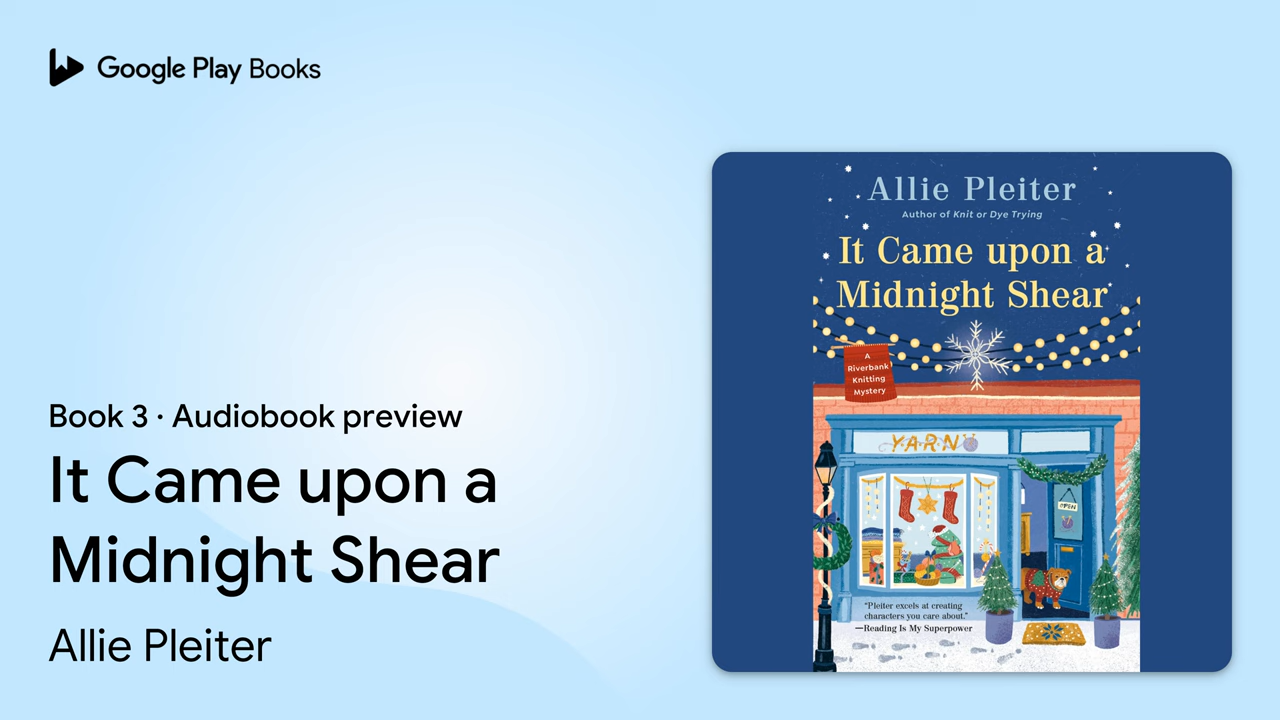 Google Play Books
Book 3 · Audiobook preview
It Came upon a
Midnight Shear
Allie Pleiter
Allie Pleiter
Author of Knit or Dye Trying
It Came upon a
Midnight Shear
A
Riverbank
Knitting
Mystery
YARN
OPEN
"Pleiter excels at creating
characters you care about."
—Reading Is My Superpower